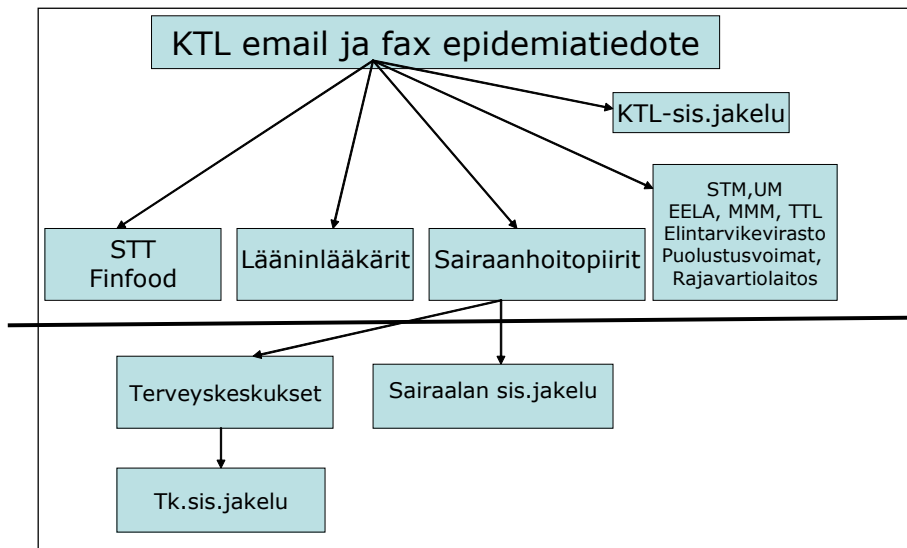 KTL email ja fax epidemiatiedote
KTL-sis.jakelu
STT
Finfood
Lääninlääkärit
Sairaanhoitopiirit
STM,UM
EELA, MMM, TTL
Elintarvikevirasto
Puolustusvoimat,
Rajavartiolaitos
Terveyskeskukset
Sairaalan sis.jakelu
Tk.sis.jakelu